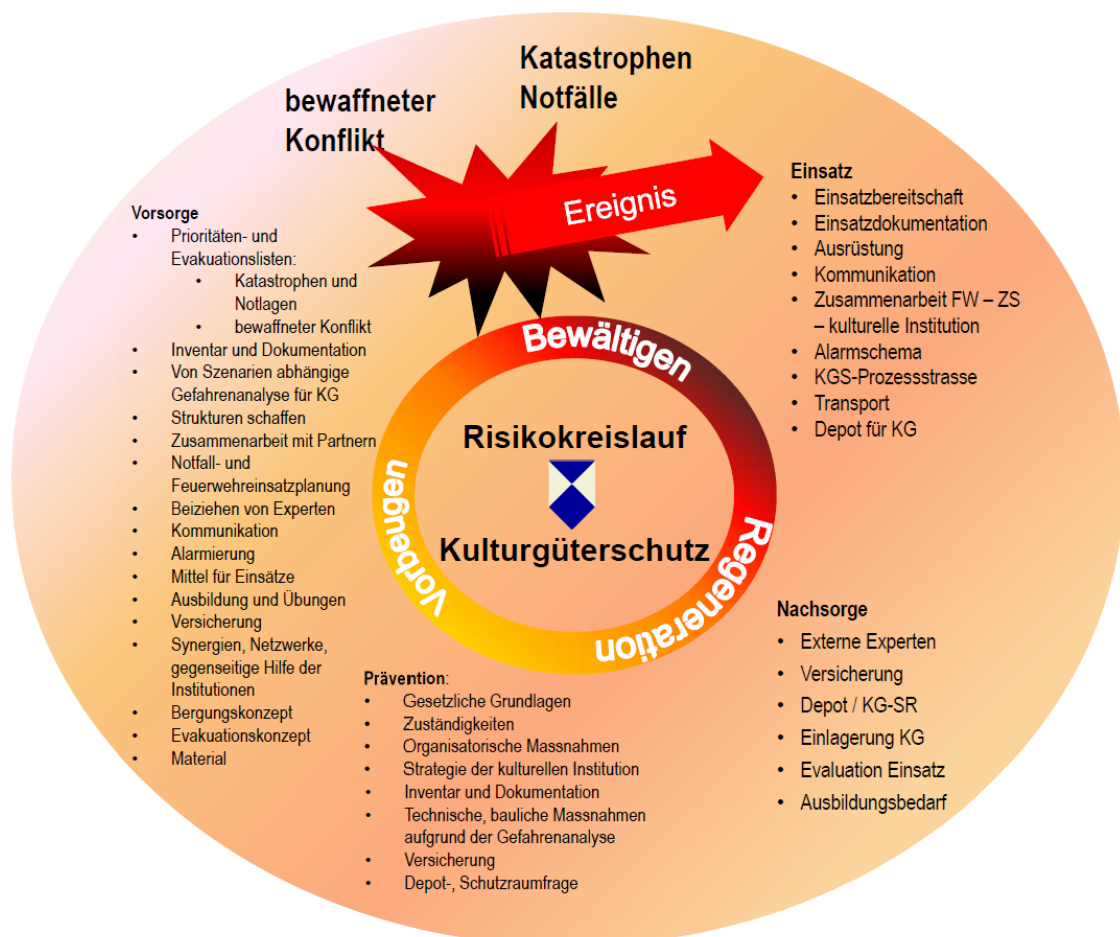 Katastrophen
Notfälle
bewaffneter
Konflikt
Ereignis
Vorsorge
• Prioritäten- und
Evakuationslisten:
• Katastrophen und
Notlagen
• bewaffneter Konflikt
• Inventar und Dokumentation
• Von Szenarien abhängige
Gefahrenanalyse für KG
• Strukturen schaffen
• Zusammenarbeit mit Partnern
• Notfall- und
Feuerwehreinsatzplanung
• Beiziehen von Experten
• Kommunikation
• Alarmierung
• Mittel für Einsätze
• Ausbildung und Übungen
• Versicherung
• Synergien, Netzwerke,
gegenseitige Hilfe der
Institutionen
• Bergungskonzept
• Evakuationskonzept
• Material
Einsatz
• Einsatzbereitschaft
• Einsatzdokumentation
• Ausrüstung
• Kommunikation
• Zusammenarbeit FW – ZS
– kulturelle Institution
• Alarmschema
• KGS-Prozessstrasse
• Transport
• Depot für KG
Bewältigen
Risikokreislauf
Kulturgüterschutz
Vorbeugen
Regeneration
Prävention:
• Gesetzliche Grundlagen
• Zuständigkeiten
• Organisatorische Massnahmen
• Strategie der kulturellen Institution
• Inventar und Dokumentation
• Technische, bauliche Massnahmen
aufgrund der Gefahrenanalyse
• Versicherung
• Depot-, Schutzraumfrage
Nachsorge
• Externe Experten
• Versicherung
• Depot / KG-SR
• Einlagerung KG
• Evaluation Einsatz
• Ausbildungsbedarf